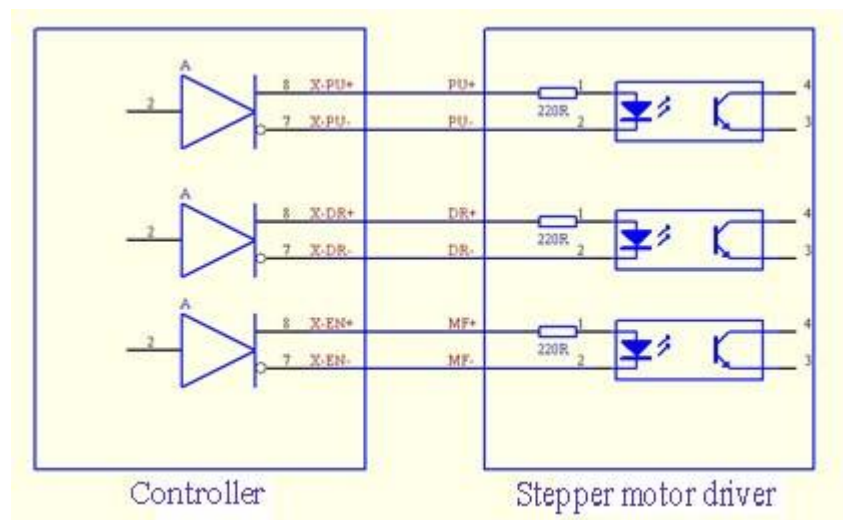 A
8 X-PU+ PU+ 1 4
2 220R
7 X-PU- PU- 2 3
A
8 X-DR+ DR+ 1 4
2 220R
7 X-DR- DR- 2 3
A
8 X-EN+ MF+ 1 4
2 220R
7 X-EN- MF- 2 3
Controller Stepper motor driver